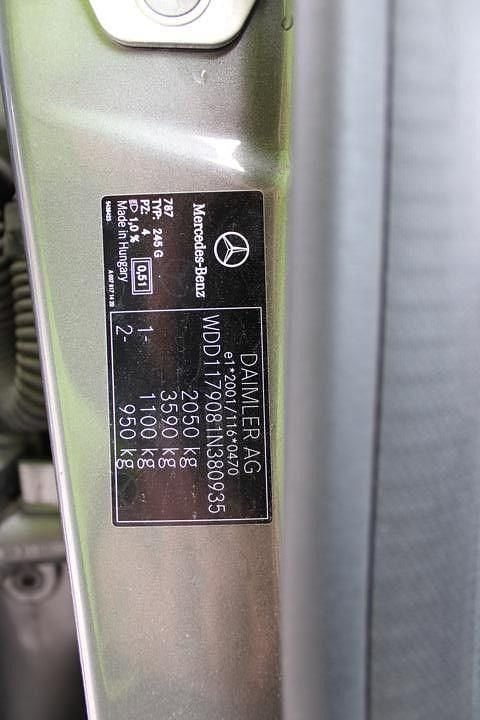 Mercedes-Benz
787
TYP: 245 G
PZ: 4
1,0 % 0,51
Made in Hungary
DAIMLER AG
e1*2001/116*0470
WDD1179081N380935
2050 kg
3590 kg
1- 1100 kg
2- 950 kg